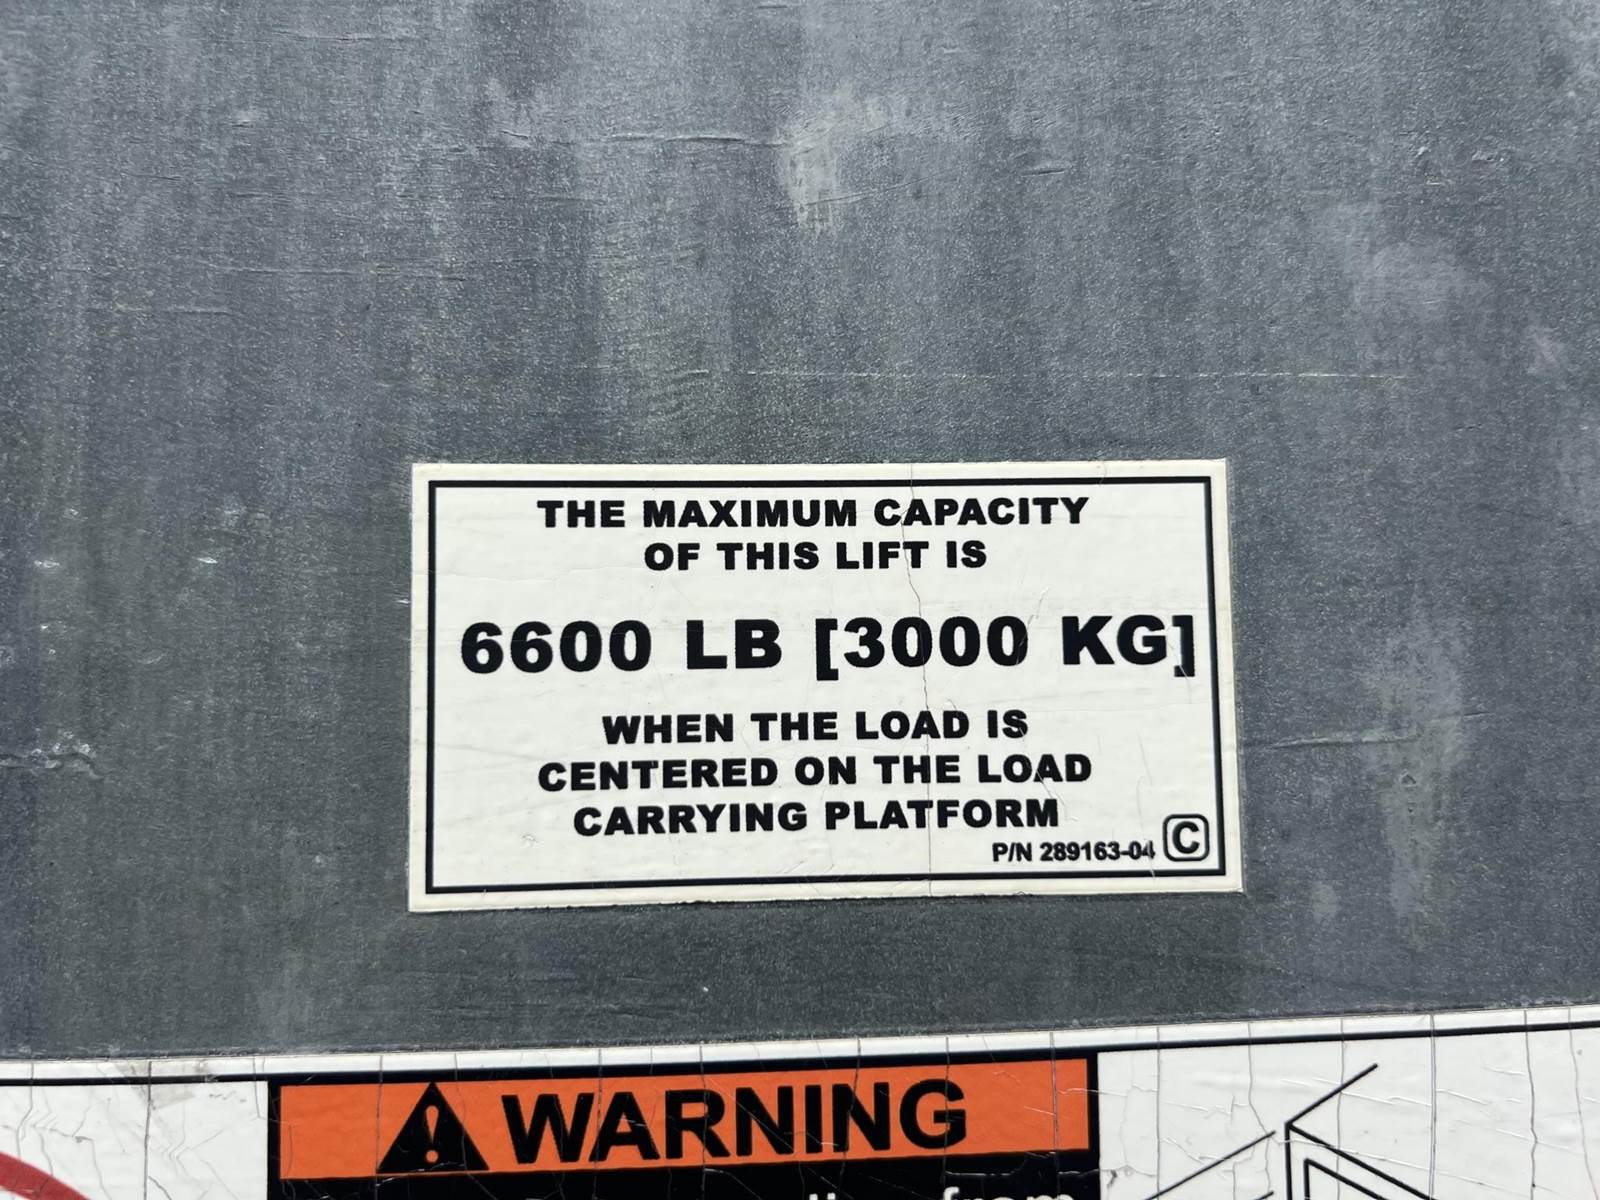 THE MAXIMUM CAPACITY
OF THIS LIFT IS
6600 LB [3000 KG]
WHEN THE LOAD IS
CENTERED ON THE LOAD
CARRYING PLATFORM
P/N 289163-04 C
WARNING
from